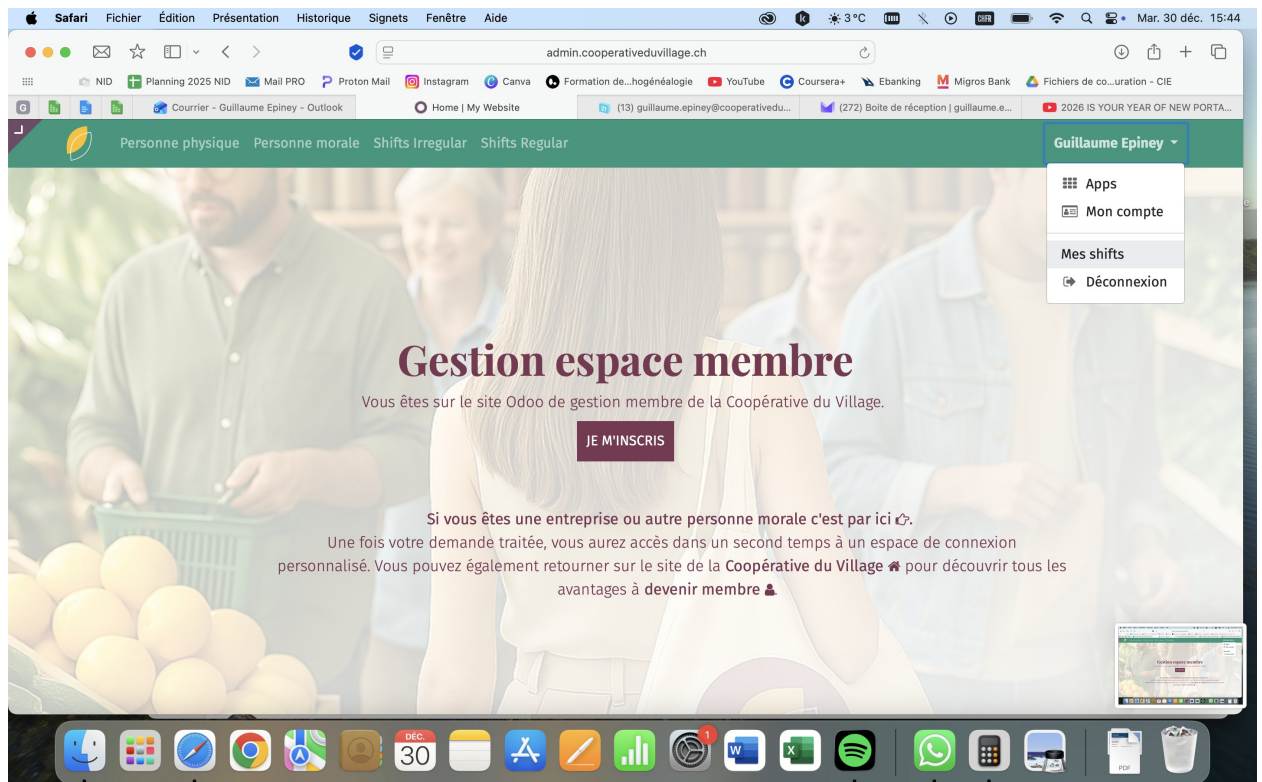 Safari Fichier Édition Présentation Historique Signets Fenêtre Aide 3 °C CHFR Mar. 30 déc. 15:44
admin.cooperativeduvillage.ch
NID Planning 2025 NID Mail PRO Proton Mail Instagram Canva Formation de...hogénéalogie YouTube Coursera+ Ebanking Migros Bank Fichiers de co...uration - CIE
Courrier - Guillaume Epiney - Outlook Home | My Website (13) guillaume.epiney@cooperativedu... (272) Boite de réception | guillaume.e... 2026 IS YOUR YEAR OF NEW PORTA...
Personne physique Personne morale Shifts Irregular Shifts Regular Guillaume Epiney
Apps
Mon compte
Mes shifts
Déconnexion
Gestion espace membre
Vous êtes sur le site Odoo de gestion membre de la Coopérative du Village.
JE M'INSCRIS
Si vous êtes une entreprise ou autre personne morale c'est par ici.
Une fois votre demande traitée, vous aurez accès dans un second temps à un espace de connexion
personnalisé. Vous pouvez également retourner sur le site de la Coopérative du Village pour découvrir tous les
avantages à devenir membre.
DÉC.
30
1
W
X
PDF